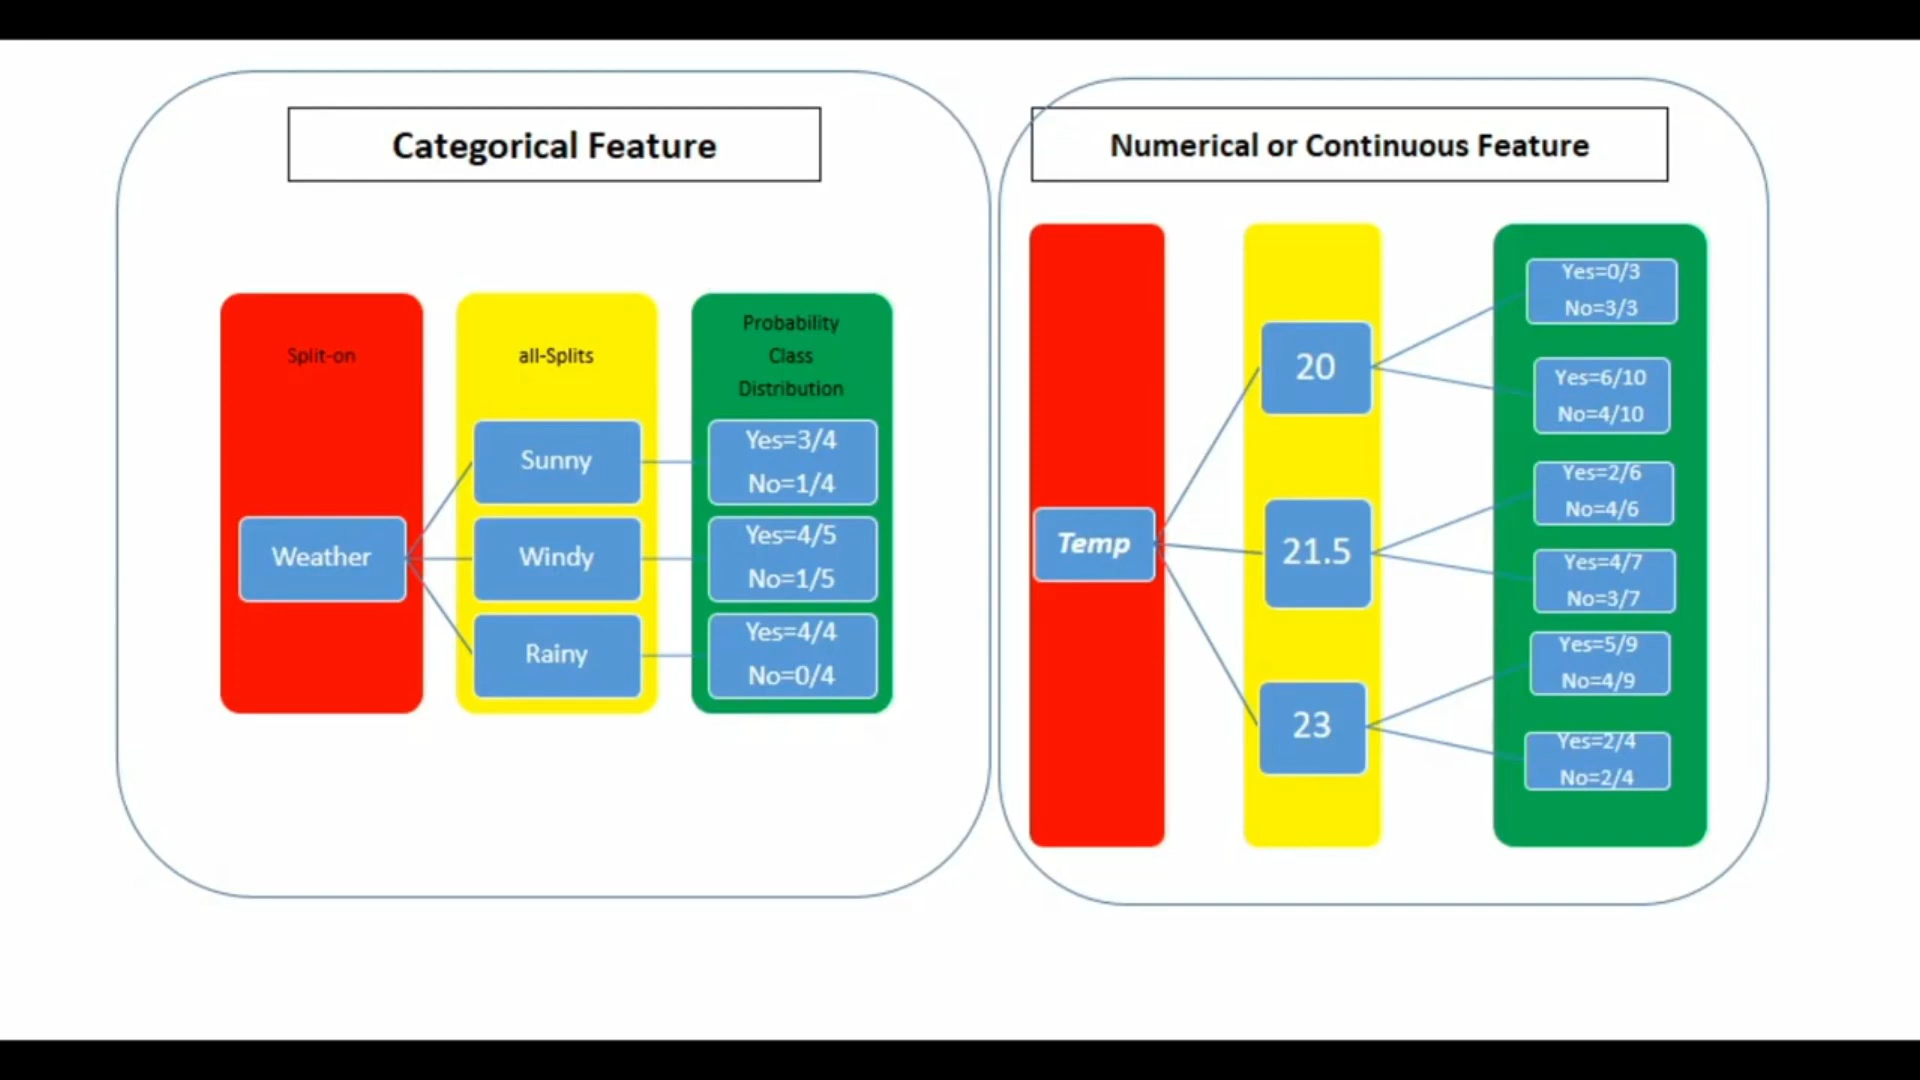 Categorical Feature
Split-on
all-Splits
Probability
Class
Distribution
Weather
Sunny
Yes=3/4
No=1/4
Windy
Yes=4/5
No=1/5
Rainy
Yes=4/4
No=0/4
Numerical or Continuous Feature
Temp
20
Yes=0/3
No=3/3
Yes=6/10
No=4/10
21.5
Yes=2/6
No=4/6
Yes=4/7
No=3/7
23
Yes=5/9
No=4/9
Yes=2/4
No=2/4